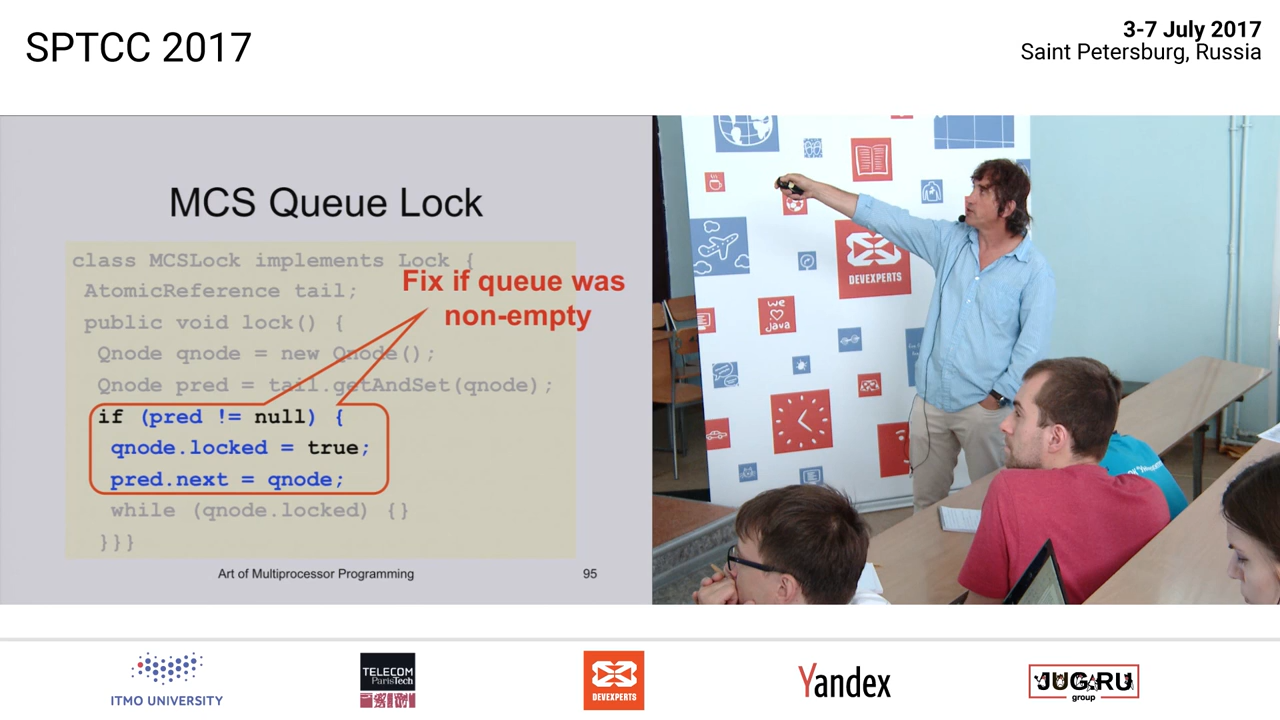 SPTCC 2017
3-7 July 2017
Saint Petersburg, Russia
MCS Queue Lock
class MCSLock implements Lock {
AtomicReference tail;
public void lock() {
Qnode qnode = new Qnode();
Qnode pred = tail.getAndSet(qnode);
if (pred != null) {
qnode.locked = true;
pred.next = qnode;
while (qnode.locked) {}
}}}
Fix if queue was
non-empty
Art of Multiprocessor Programming
95
DEVEXPERTS
we
java
ITMO UNIVERSITY
TELECOM
ParisTech
DEVEXPERTS
Yandex
JUG.RU
group